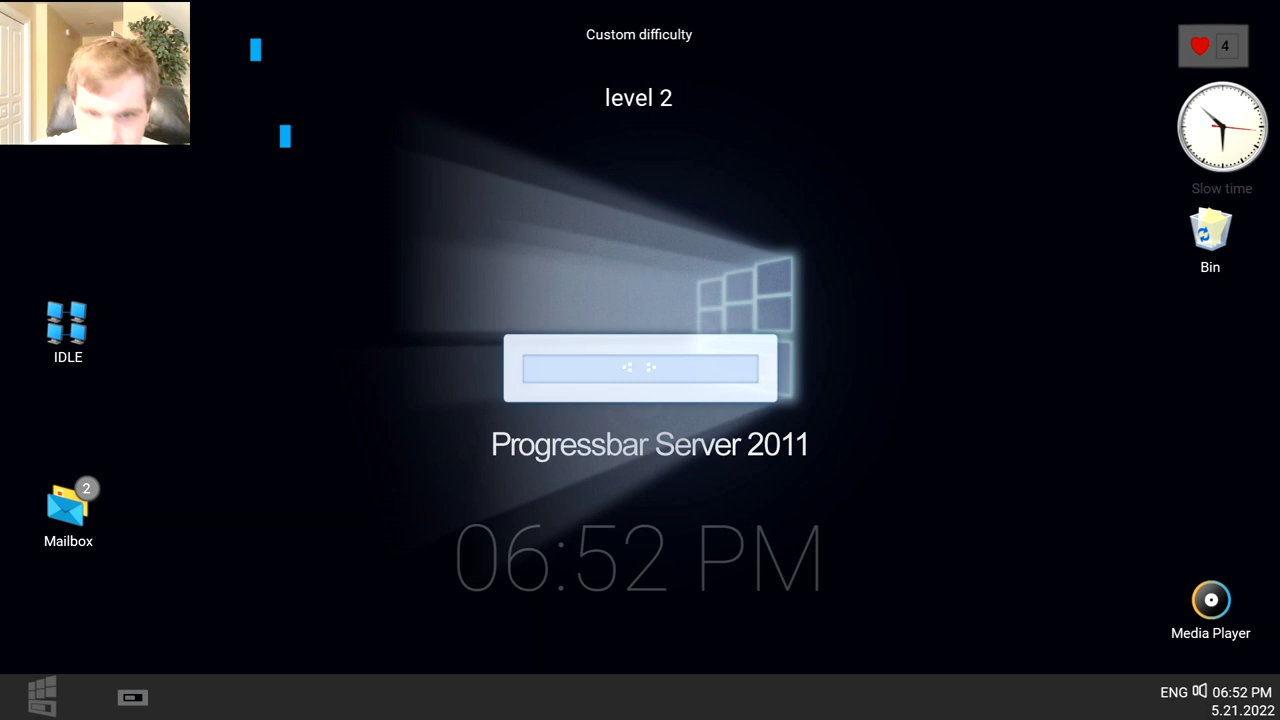 Custom difficulty
level 2
4
Slow time
Bin
IDLE
Progressbar Server 2011
2
Mailbox
06:52 PM
Media Player
ENG 06:52 PM
5.21.2022